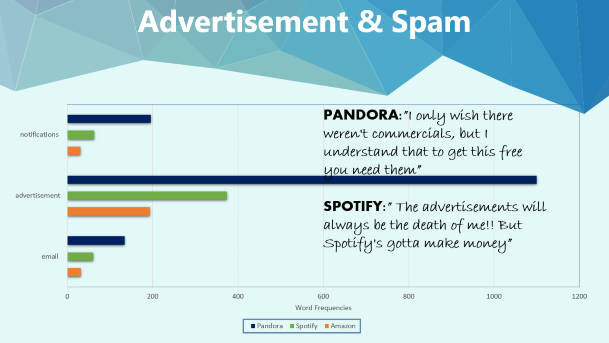 Advertisement & Spam
PANDORA:"I only wish there
weren't commercials, but I
understand that to get this free
you need them"
SPOTIFY:" The advertisements will
always be the death of me!! But
Spotify's gotta make money"
notifications
advertisement
email
0 200 400 600 800 1000 1200
Word Frequencies
Pandora Spotify Amazon